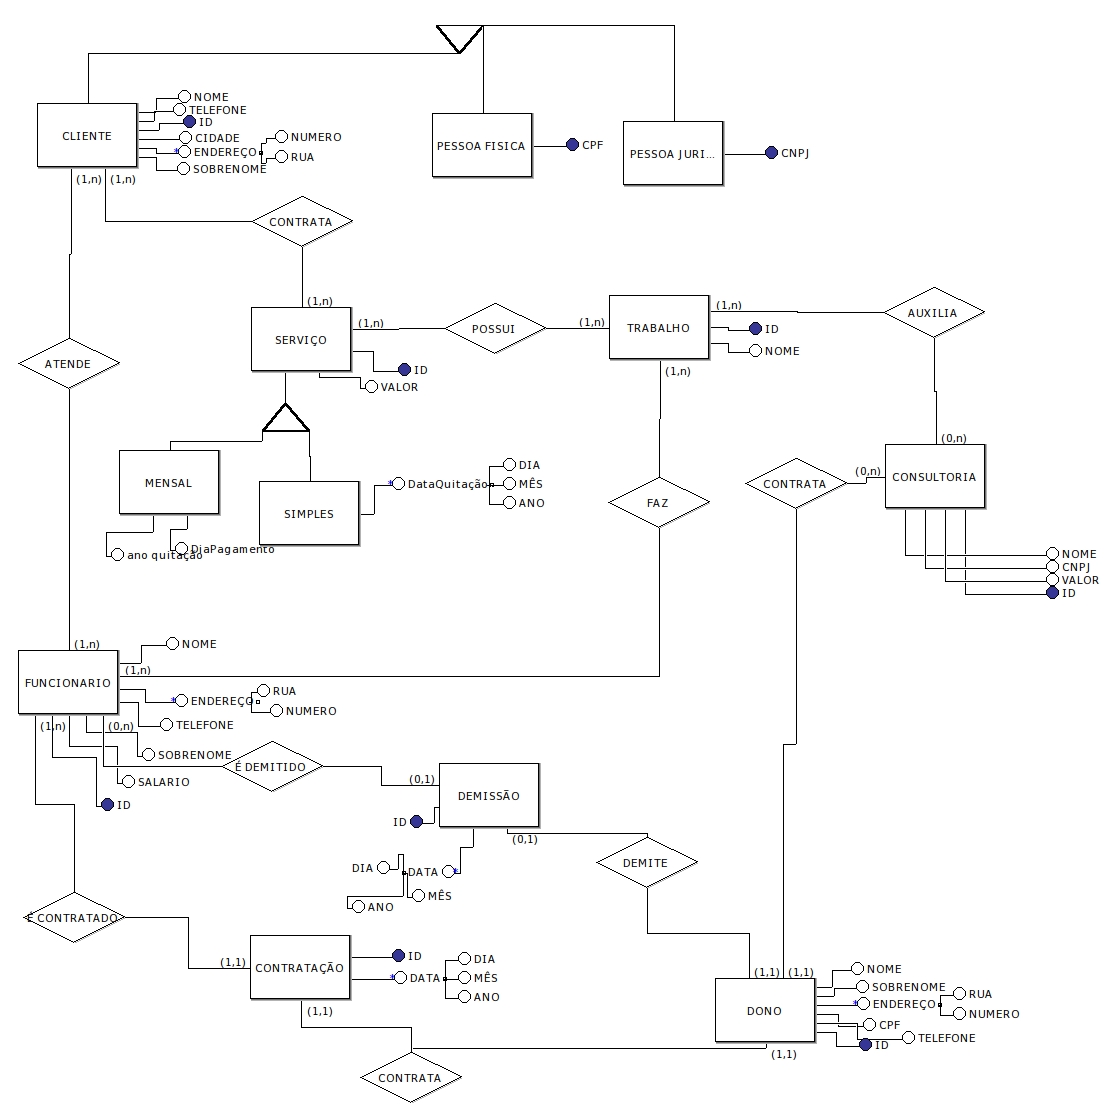 NOME
TELEFONE
ID
CLIENTE
CIDADE
NUMERO
* ENDEREÇO
RUA
SOBRENOME
PESSOA FISICA
CPF
PESSOA JURI...
CNPJ
(1,n)
(1,n)
CONTRATA
(1,n)
SERVIÇO
(1,n)
POSSUI
(1,n)
TRABALHO
(1,n)
AUXILIA
ID
NOME
(1,n)
ATENDE
ID
VALOR
(0,n)
CONSULTORIA
(0,n)
CONTRATA
MENSAL
SIMPLES
* DataQuitação
DIA
MÊS
ANO
FAZ
DiaPagamento
ano quitação
NOME
CNPJ
VALOR
ID
(1,n)
NOME
FUNCIONARIO
(1,n)
* ENDEREÇO
RUA
NUMERO
TELEFONE
(1,n)
(0,n)
SOBRENOME
SALARIO
ID
É DEMITIDO
(0,1)
DEMISSÃO
ID
(0,1)
DEMITE
DIA
DATA *
MÊS
ANO
É CONTRATADO
(1,1)
CONTRATAÇÃO
ID
* DATA
DIA
MÊS
ANO
(1,1)
CONTRATA
(1,1)
(1,1)
DONO
NOME
SOBRENOME
* ENDEREÇO
RUA
NUMERO
CPF
TELEFONE
ID
(1,1)